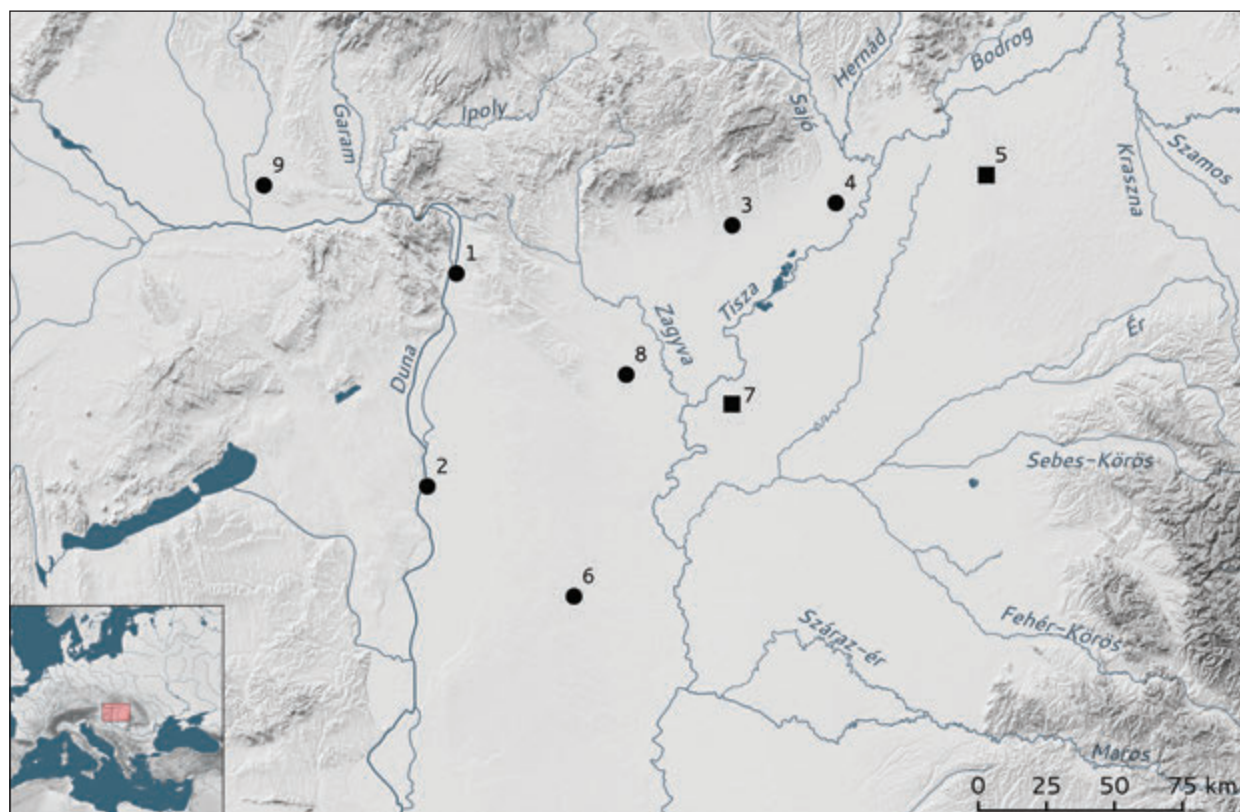 Bodrog
Hernád
Sajó
Ipoly
Garam
Szamos
Kraszna
9
5
4
3
1
Tisza
Zagyva
Ér
8
Duna
7
2
Sebes-Körös
6
Fehér-Körös
Száraz-ér
Maros
0 25 50 75 km